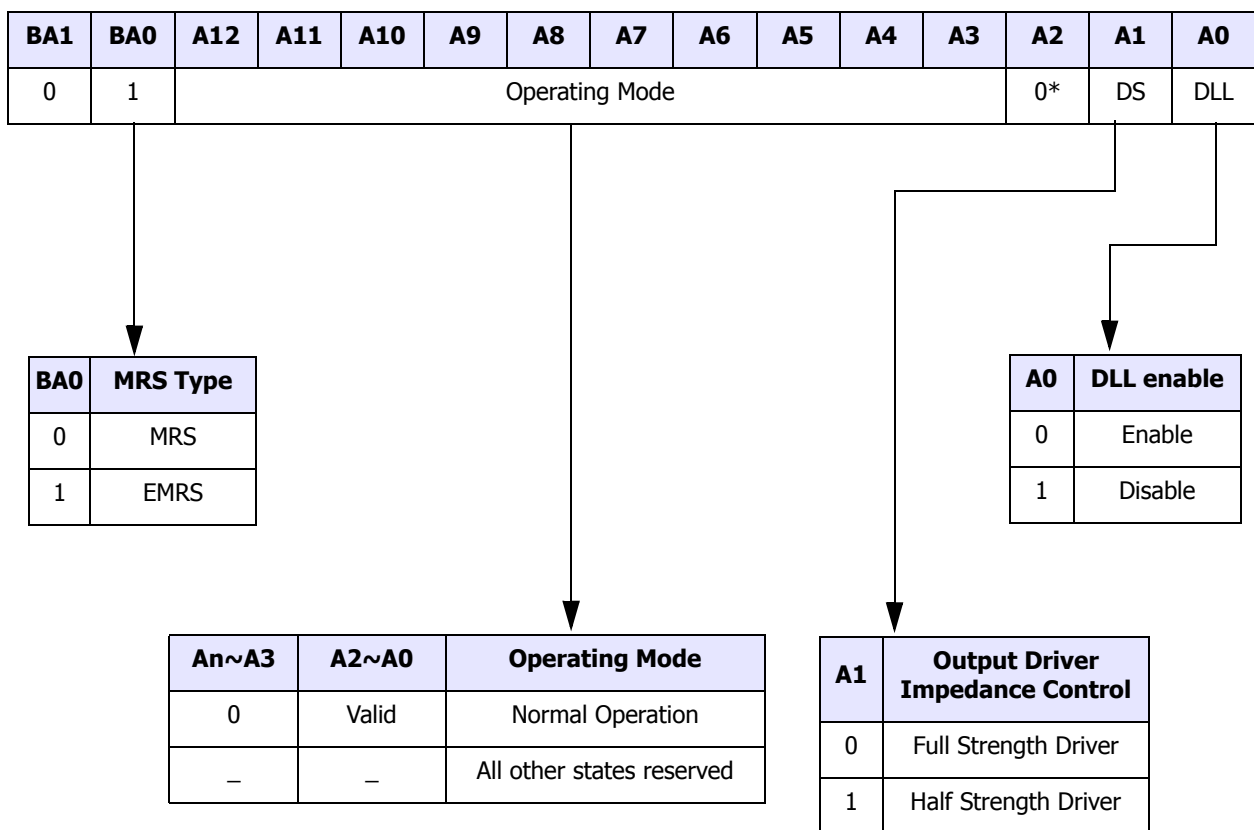 BA1 BA0 A12 A11 A10 A9 A8 A7 A6 A5 A4 A3 A2 A1 A0
0 1 Operating Mode 0* DS DLL
BA0 MRS Type
0 MRS
1 EMRS
A0 DLL enable
0 Enable
1 Disable
An~A3 A2~A0 Operating Mode
0 Valid Normal Operation
_ _ All other states reserved
A1 Output Driver
Impedance Control
0 Full Strength Driver
1 Half Strength Driver